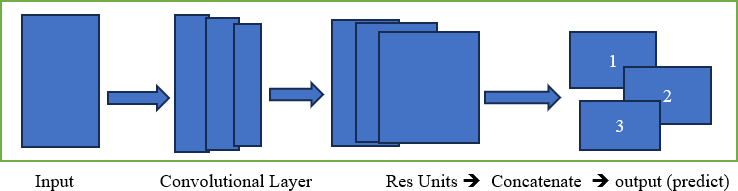 1
2
3
Input Convolutional Layer Res Units → Concatenate → output (predict)